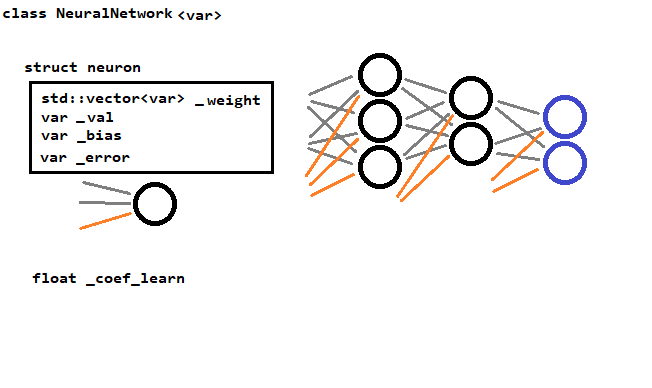 class NeuralNetwork <var>
struct neuron
std::vector<var> _weight
var _val
var _bias
var _error
float _coef_learn